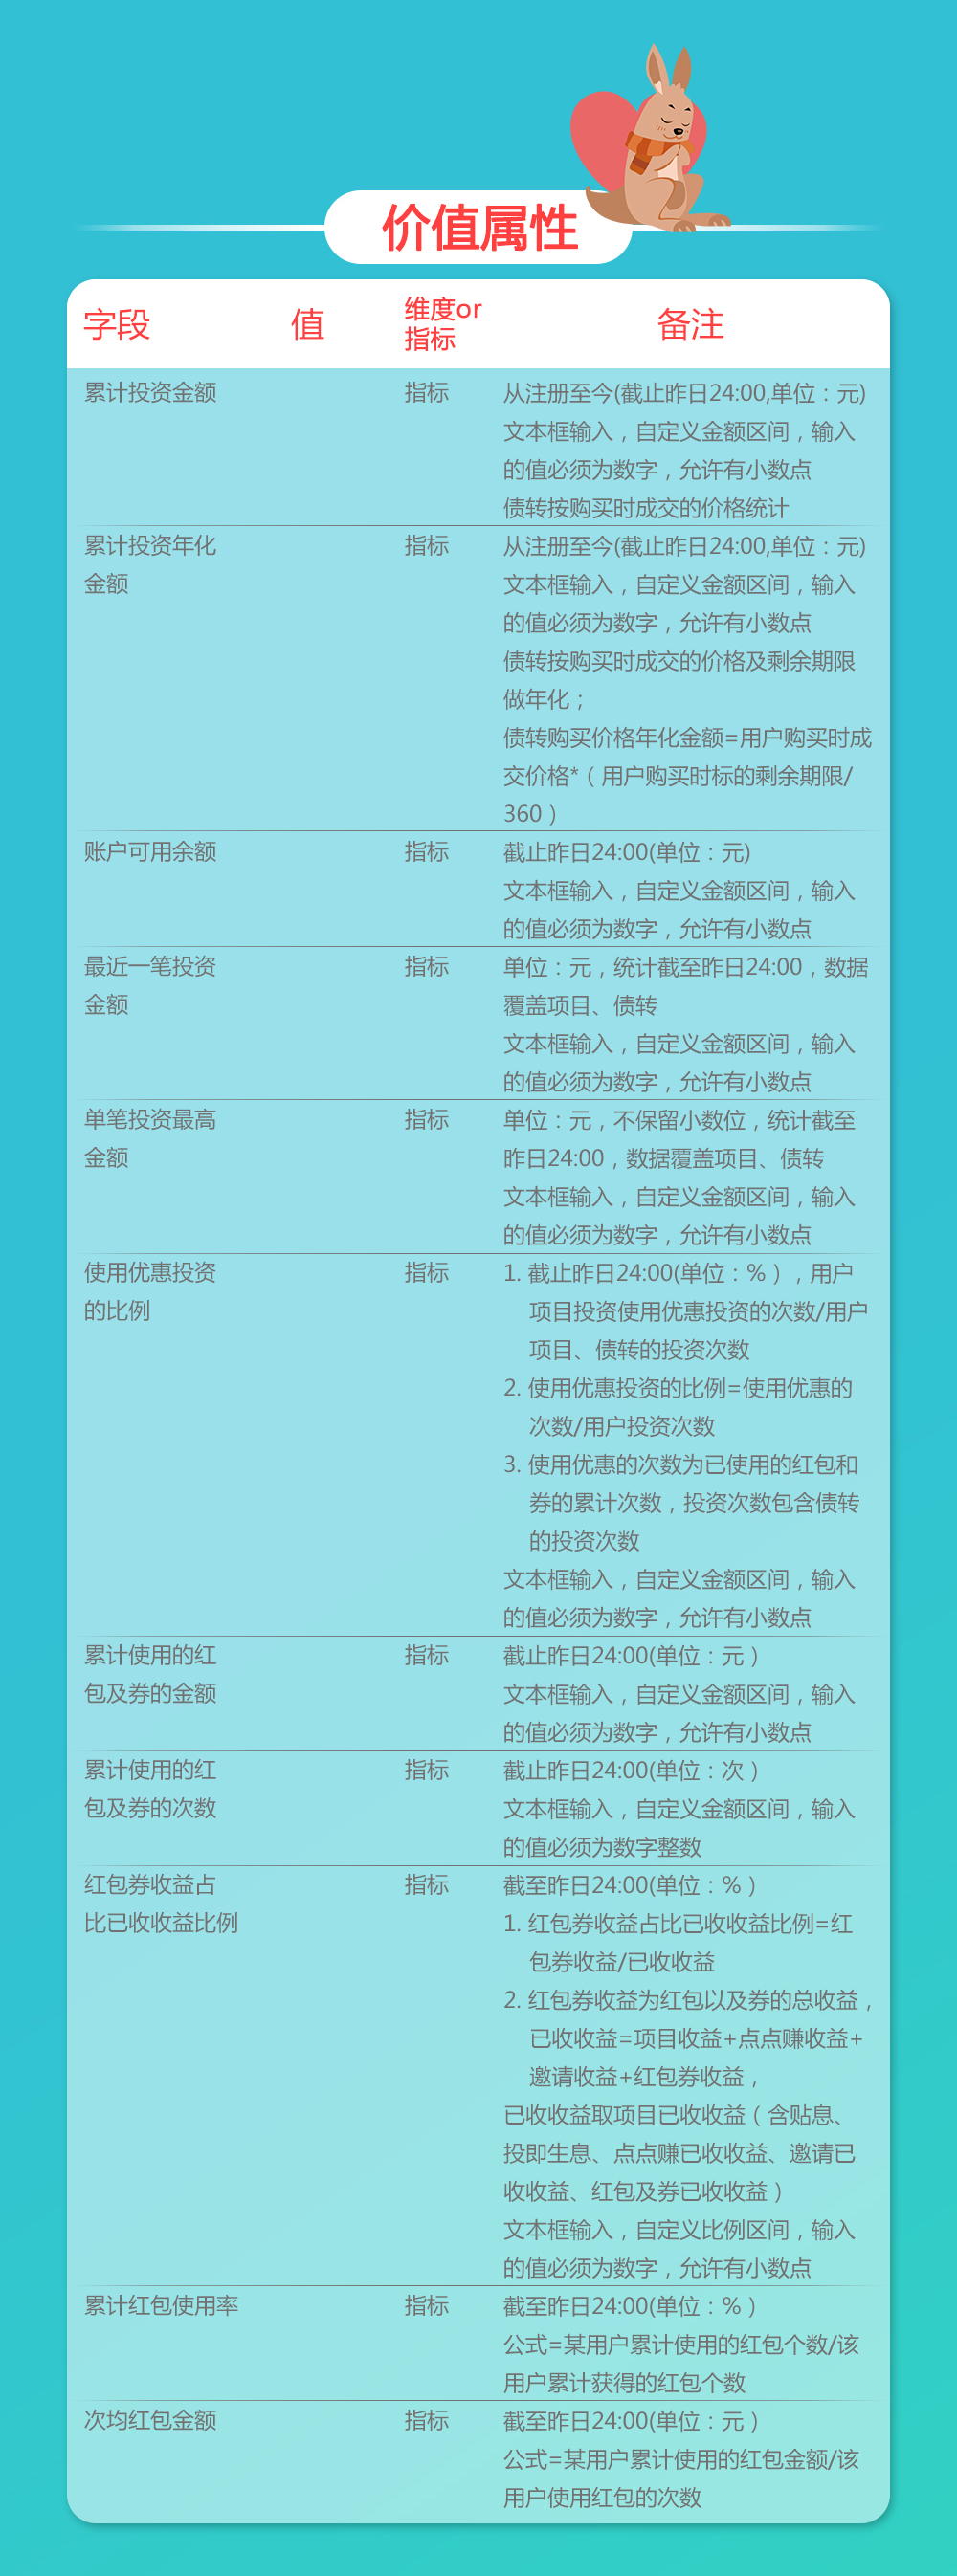 价值属性
字段 值 维度or 备注
指标
累计投资金额 指标 从注册至今(截止昨日24:00,单位：元)
文本框输入，自定义金额区间，输入
的值必须为数字，允许有小数点
债转按购买时成交的价格统计
累计投资年化 指标 从注册至今(截止昨日24:00,单位：元)
金额 文本框输入，自定义金额区间，输入
的值必须为数字，允许有小数点
债转按购买时成交的价格及剩余期限
做年化；
债转购买价格年化金额=用户购买时成
交价格*（用户购买时标的剩余期限/
360）
账户可用余额 指标 截止昨日24:00(单位：元)
文本框输入，自定义金额区间，输入
的值必须为数字，允许有小数点
最近一笔投资 指标 单位：元，统计截至昨日24:00，数据
金额 覆盖项目、债转
文本框输入，自定义金额区间，输入
的值必须为数字，允许有小数点
单笔投资最高 指标 单位：元，不保留小数位，统计截至
金额 昨日24:00，数据覆盖项目、债转
文本框输入，自定义金额区间，输入
的值必须为数字，允许有小数点
使用优惠投资 指标 1. 截止昨日24:00(单位：%），用户
的比例 项目投资使用优惠投资的次数/用户
项目、债转的投资次数
2. 使用优惠投资的比例=使用优惠的
次数/用户投资次数
3. 使用优惠的次数为已使用的红包和
券的累计次数，投资次数包含债转
的投资次数
文本框输入，自定义金额区间，输入
的值必须为数字，允许有小数点
累计使用的红 指标 截止昨日24:00(单位：元）
包及券的金额 文本框输入，自定义金额区间，输入
的值必须为数字，允许有小数点
累计使用的红 指标 截止昨日24:00(单位：次）
包及券的次数 文本框输入，自定义金额区间，输入
的值必须为数字整数
红包券收益占 指标 截至昨日24:00(单位：%）
比已收收益比例 1. 红包券收益占比已收收益比例=红
包券收益/已收收益
2. 红包券收益为红包以及券的总收益，
已收收益=项目收益+点点赚收益+
邀请收益+红包券收益，
已收收益取项目已收收益（含贴息、
投即生息、点点赚已收收益、邀请已
收收益、红包及券已收收益）
文本框输入，自定义比例区间，输入
的值必须为数字，允许有小数点
累计红包使用率 指标 截至昨日24:00(单位：%）
公式=某用户累计使用的红包个数/该
用户累计获得的红包个数
次均红包金额 指标 截至昨日24:00(单位：元）
公式=某用户累计使用的红包金额/该
用户使用红包的次数